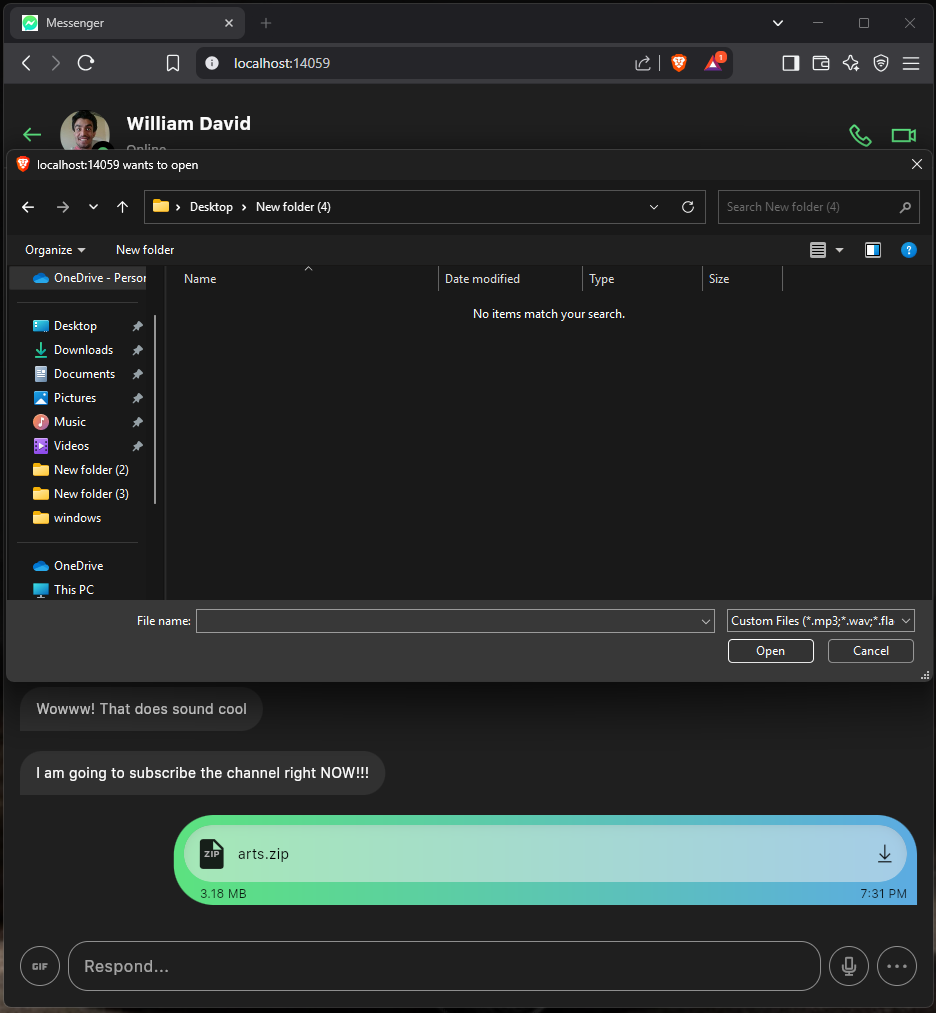 Messenger
localhost:14059
1
William David
Online
localhost:14059 wants to open
Desktop
New folder (4)
Search New folder (4)
Organize
New folder
?
OneDrive - Person
Name
Date modified
Type
Size
No items match your search.
Desktop
Downloads
Documents
Pictures
Music
Videos
New folder (2)
New folder (3)
windows
OneDrive
This PC
File name:
Custom Files (*.mp3;*.wav;*.fla
Open
Cancel
Wowww! That does sound cool
I am going to subscribe the channel right NOW!!!
ZIP
arts.zip
3.18 MB
7:31 PM
GIF
Respond...